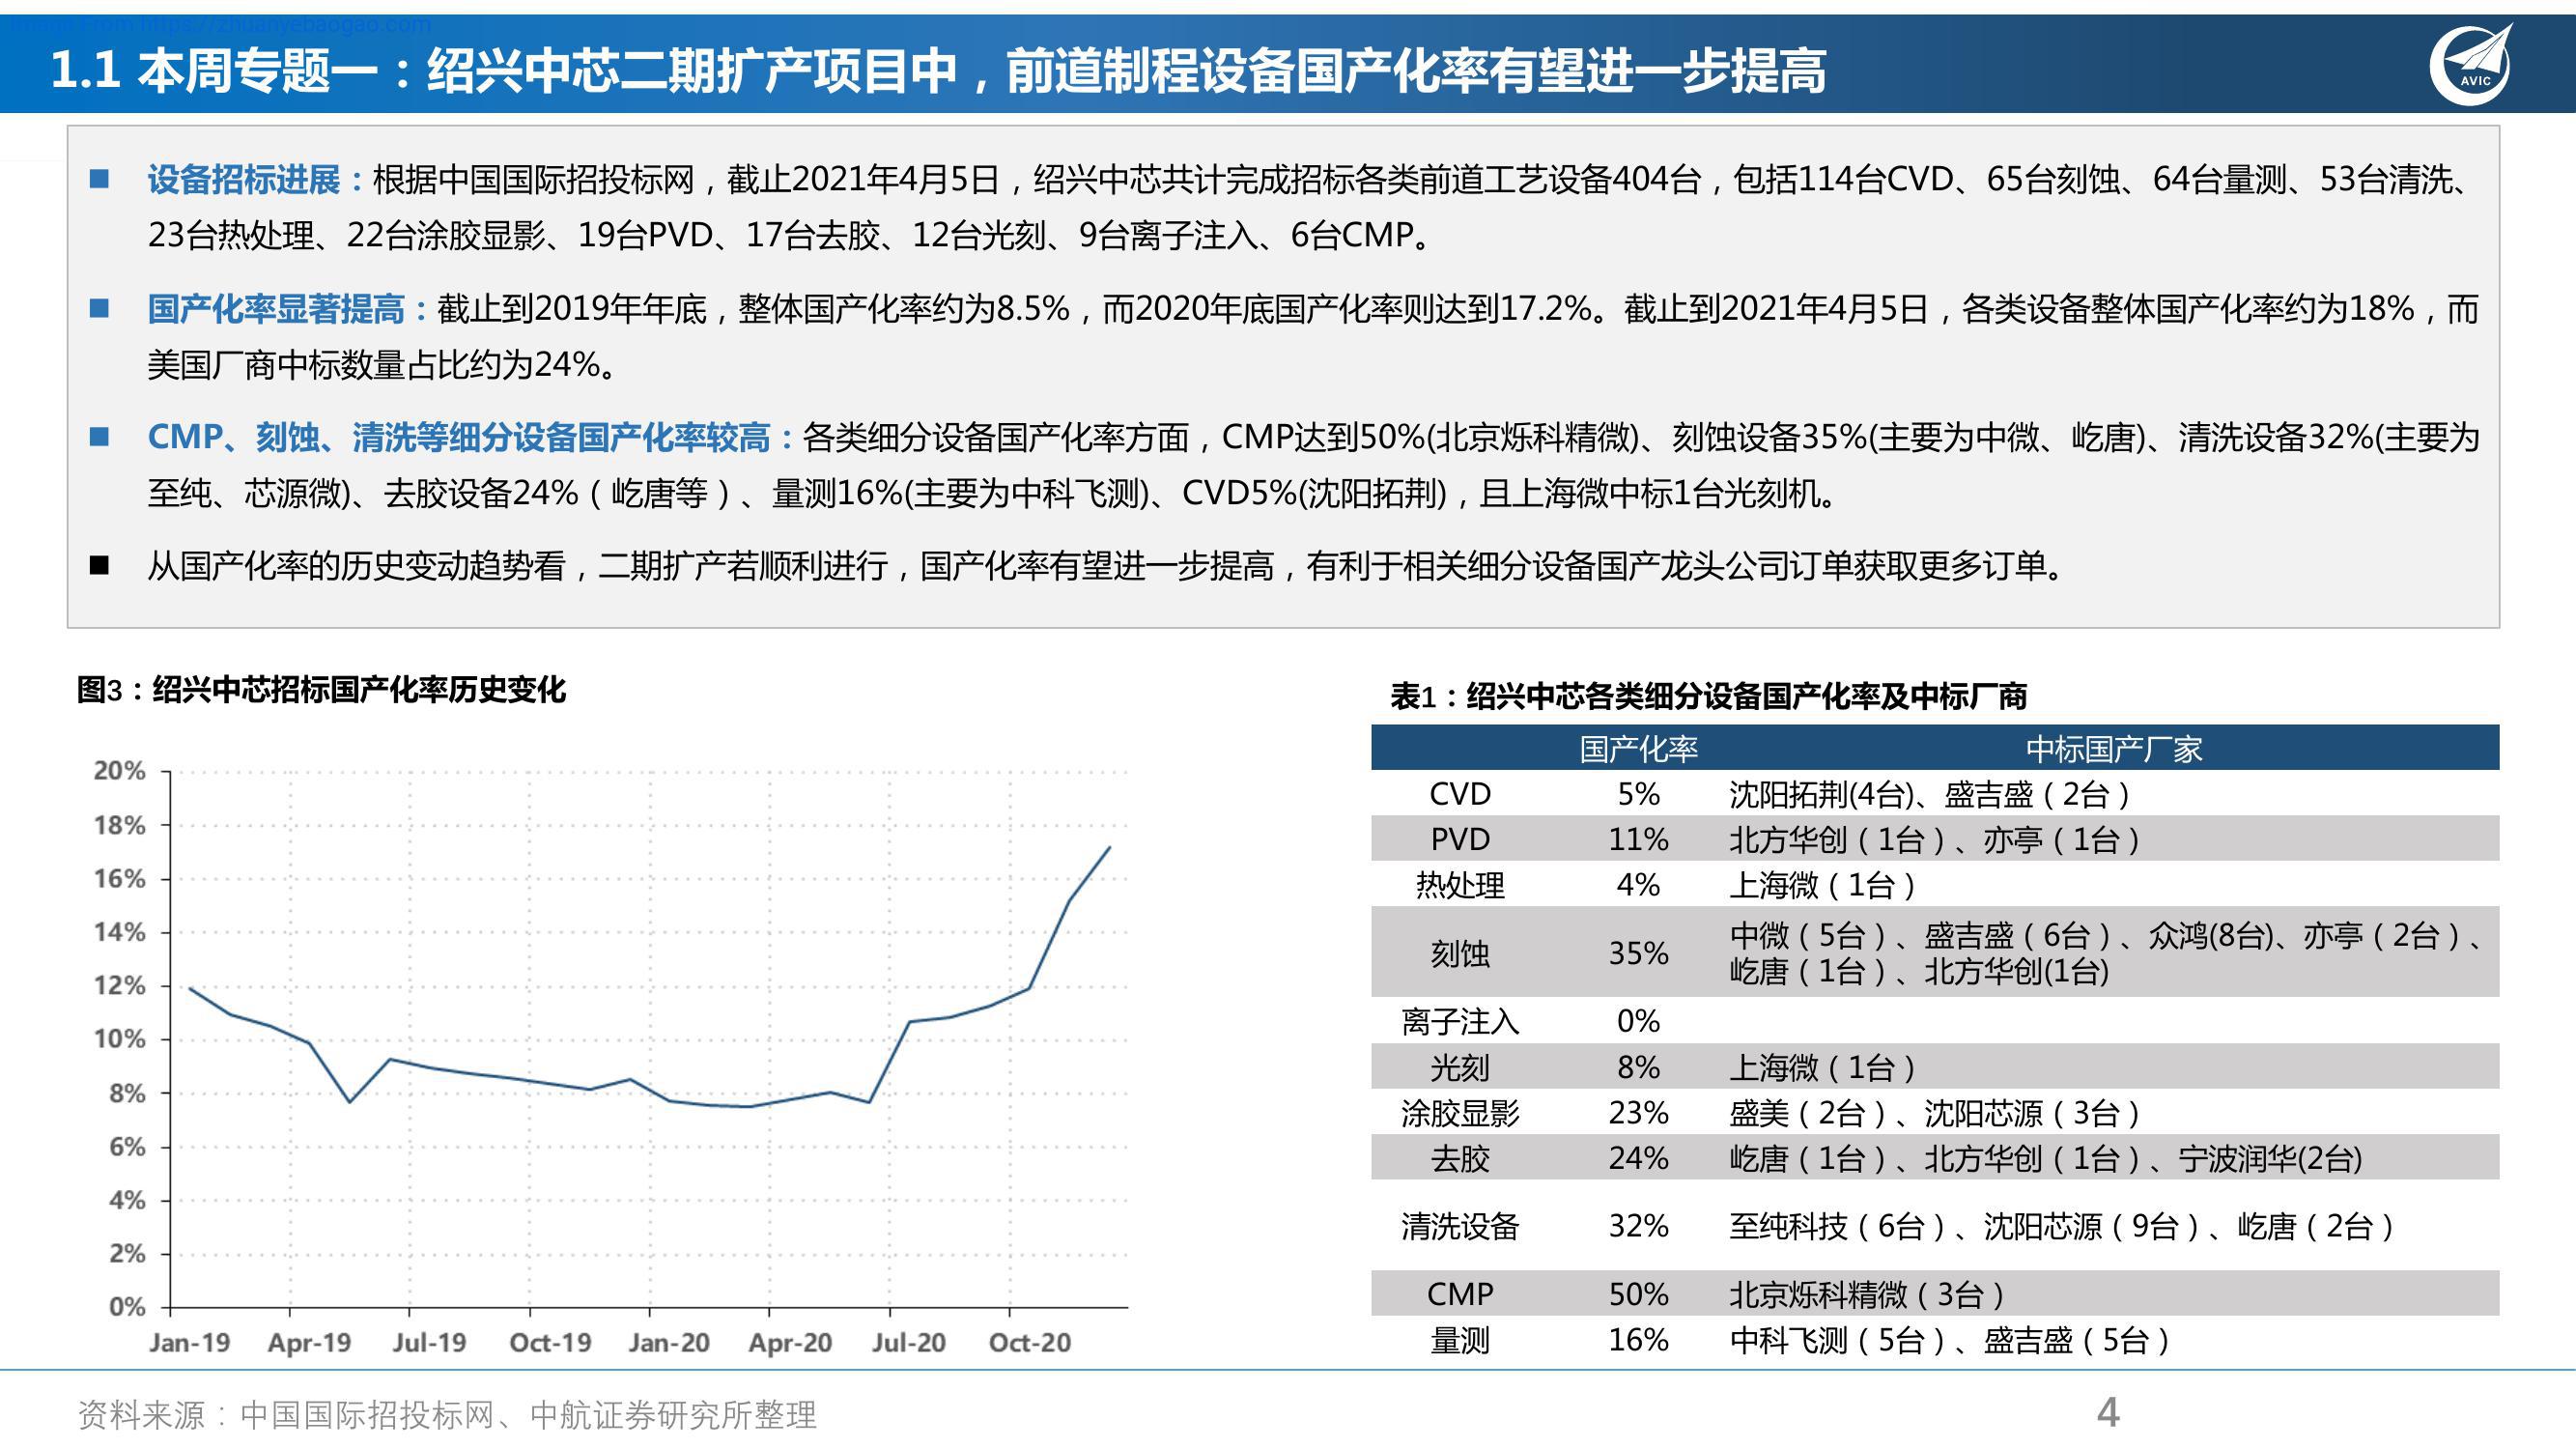 Image From https://zhuanyebaogao.com
1.1 本周专题一：绍兴中芯二期扩产项目中，前道制程设备国产化率有望进一步提高
AVIC
■ 设备招标进展：根据中国国际招投标网，截止2021年4月5日，绍兴中芯共计完成招标各类前道工艺设备404台，包括114台CVD、65台刻蚀、64台量测、53台清洗、
23台热处理、22台涂胶显影、19台PVD、17台去胶、12台光刻、9台离子注入、6台CMP。
■ 国产化率显著提高：截止到2019年年底，整体国产化率约为8.5%，而2020年底国产化率则达到17.2%。截止到2021年4月5日，各类设备整体国产化率约为18%，而
美国厂商中标数量占比约为24%。
■ CMP、刻蚀、清洗等细分设备国产化率较高：各类细分设备国产化率方面，CMP达到50%(北京烁科精微)、刻蚀设备35%(主要为中微、屹唐)、清洗设备32%(主要为
至纯、芯源微)、去胶设备24%（屹唐等）、量测16%(主要为中科飞测)、CVD5%(沈阳拓荆)，且上海微中标1台光刻机。
■ 从国产化率的历史变动趋势看，二期扩产若顺利进行，国产化率有望进一步提高，有利于相关细分设备国产龙头公司订单获取更多订单。
图3：绍兴中芯招标国产化率历史变化
20%
18%
16%
14%
12%
10%
8%
6%
4%
2%
0%
Jan-19 Apr-19 Jul-19 Oct-19 Jan-20 Apr-20 Jul-20 Oct-20
表1：绍兴中芯各类细分设备国产化率及中标厂商
国产化率 中标国产厂家
CVD 5% 沈阳拓荆(4台)、盛吉盛（2台）
PVD 11% 北方华创（1台）、亦亭（1台）
热处理 4% 上海微（1台）
刻蚀 35% 中微（5台）、盛吉盛（6台）、众鸿(8台)、亦亭（2台）、
屹唐（1台）、北方华创(1台)
离子注入 0%
光刻 8% 上海微（1台）
涂胶显影 23% 盛美（2台）、沈阳芯源（3台）
去胶 24% 屹唐（1台）、北方华创（1台）、宁波润华(2台)
清洗设备 32% 至纯科技（6台）、沈阳芯源（9台）、屹唐（2台）
CMP 50% 北京烁科精微（3台）
量测 16% 中科飞测（5台）、盛吉盛（5台）
资料来源：中国国际招投标网、中航证券研究所整理
4